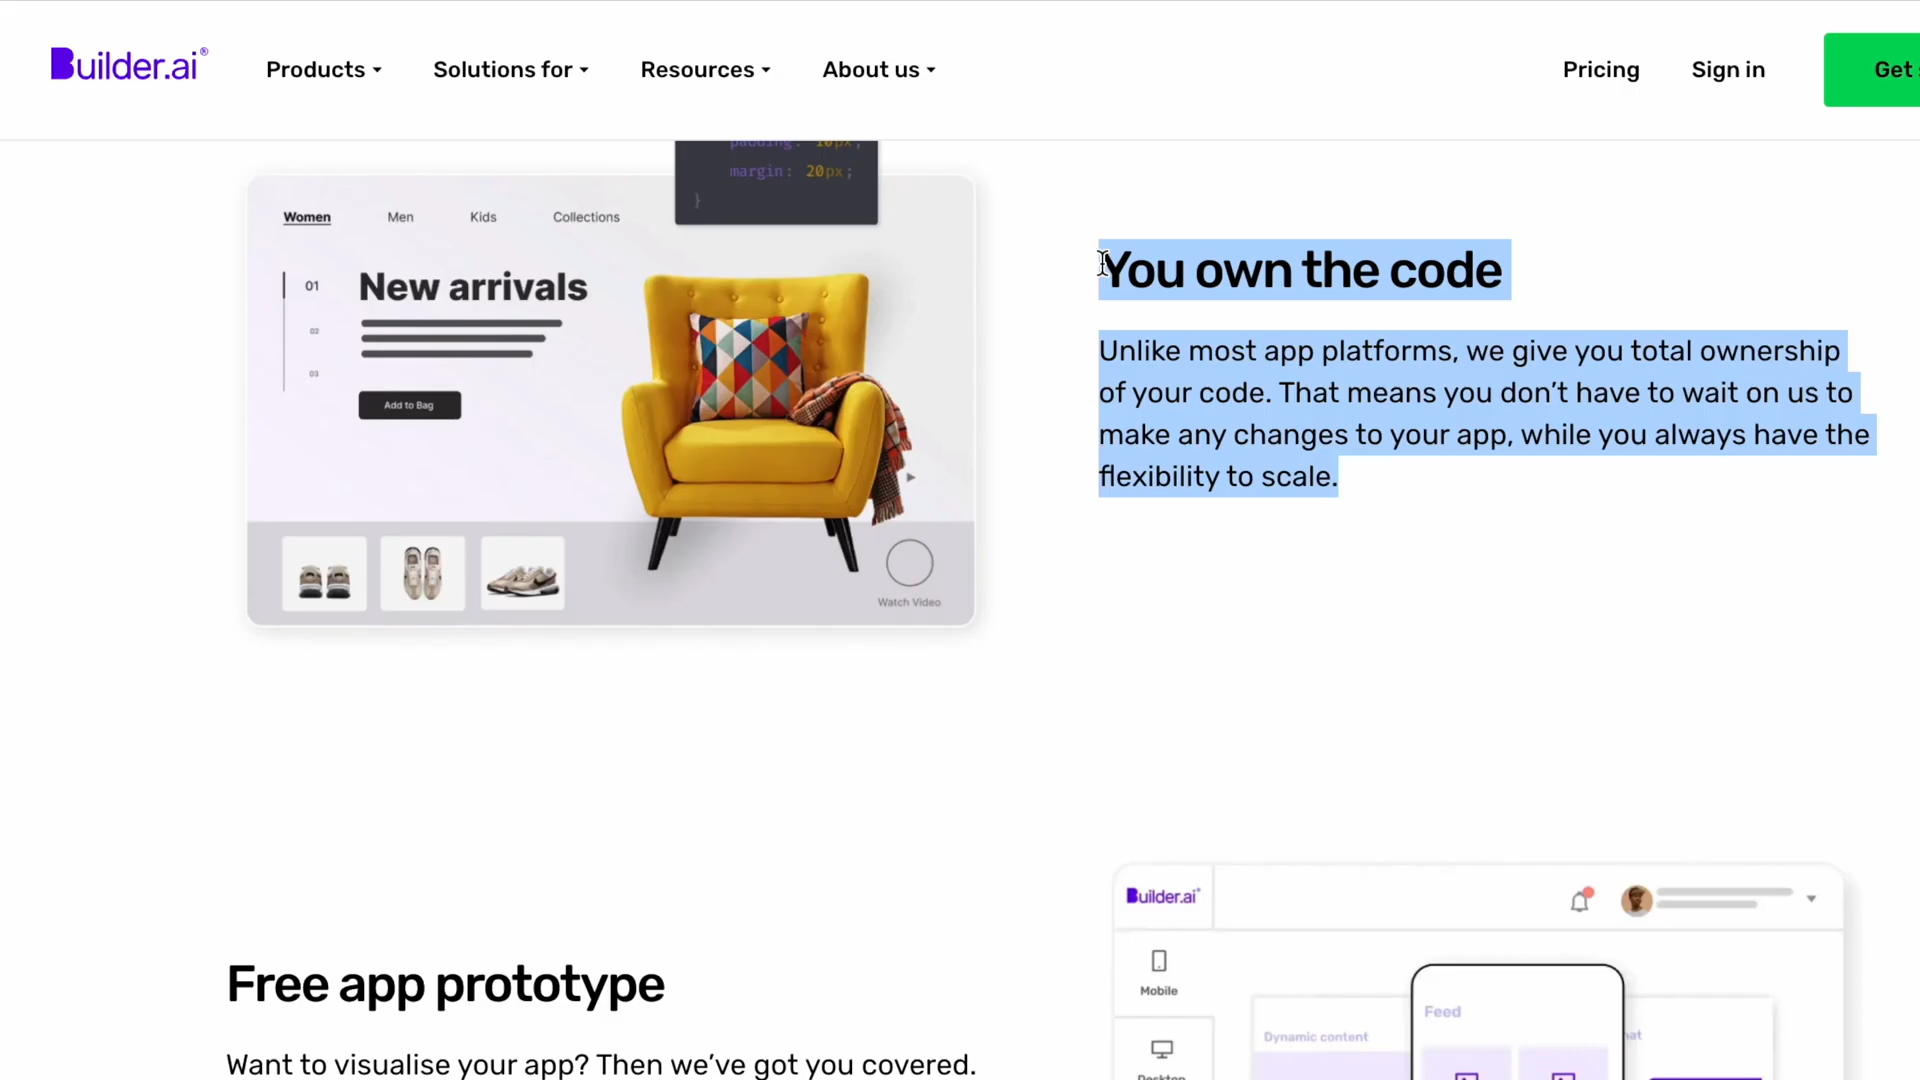 Builder.ai®
Products
Solutions for
Resources
About us
Pricing
Sign in
Get
padding: 10px;
margin: 20px;
}
Women
Men
Kids
Collections
01
New arrivals
02
03
Add to Bag
Watch Video
You own the code
Unlike most app platforms, we give you total ownership
of your code. That means you don’t have to wait on us to
make any changes to your app, while you always have the
flexibility to scale.
Free app prototype
Want to visualise your app? Then we’ve got you covered.
Builder.ai®
Mobile
Desktop
Dynamic content
Feed